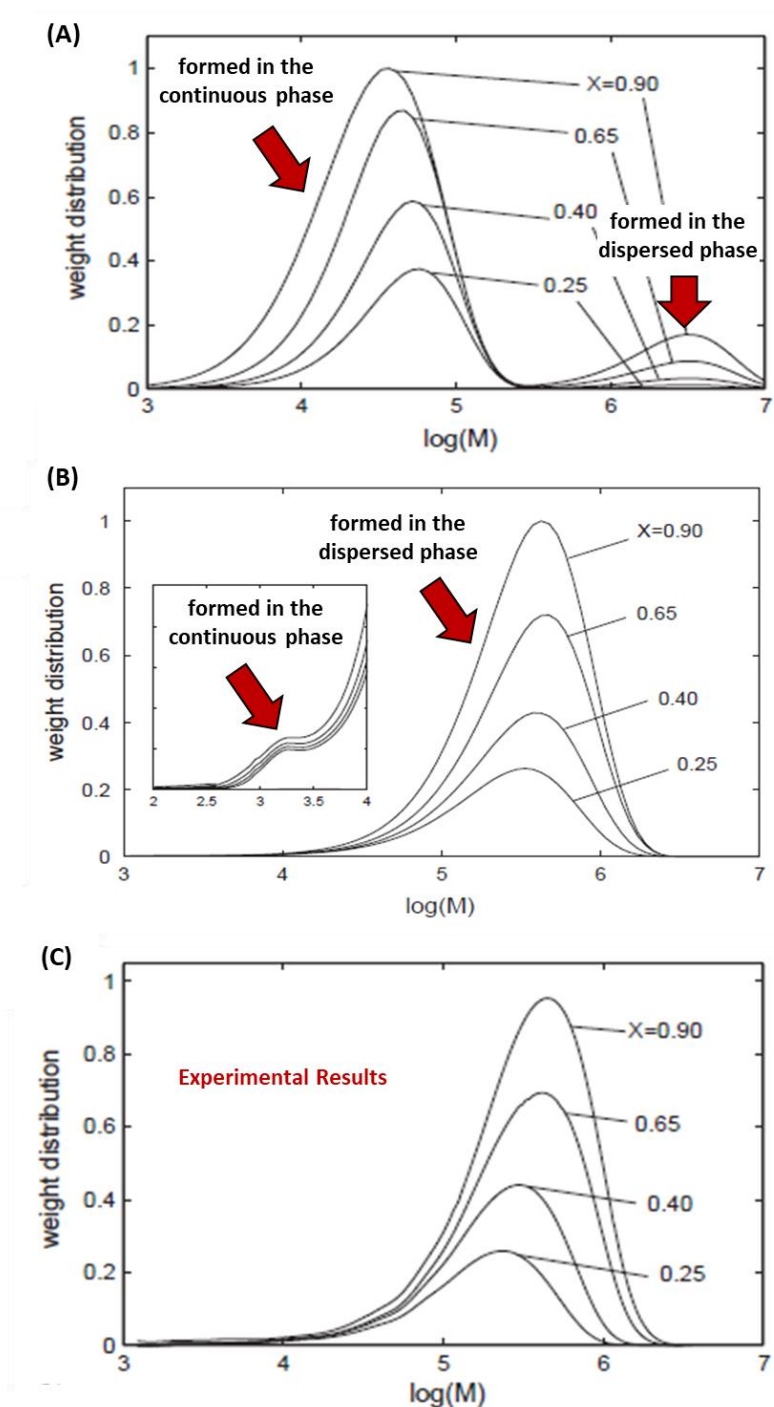 (A)
formed in the
continuous phase
X=0.90
0.65
0.40
formed in the
dispersed phase
0.25
weight distribution
1
0.8
0.6
0.4
0.2
0
3 4 5 6 7
log(M)
(B)
formed in the
dispersed phase
X=0.90
0.65
0.40
0.25
formed in the
continuous phase
2 2.5 3 3.5 4
weight distribution
1
0.8
0.6
0.4
0.2
0
3 4 5 6 7
log(M)
(C)
Experimental Results
X=0.90
0.65
0.40
0.25
weight distribution
1
0.8
0.6
0.4
0.2
0
3 4 5 6 7
log(M)